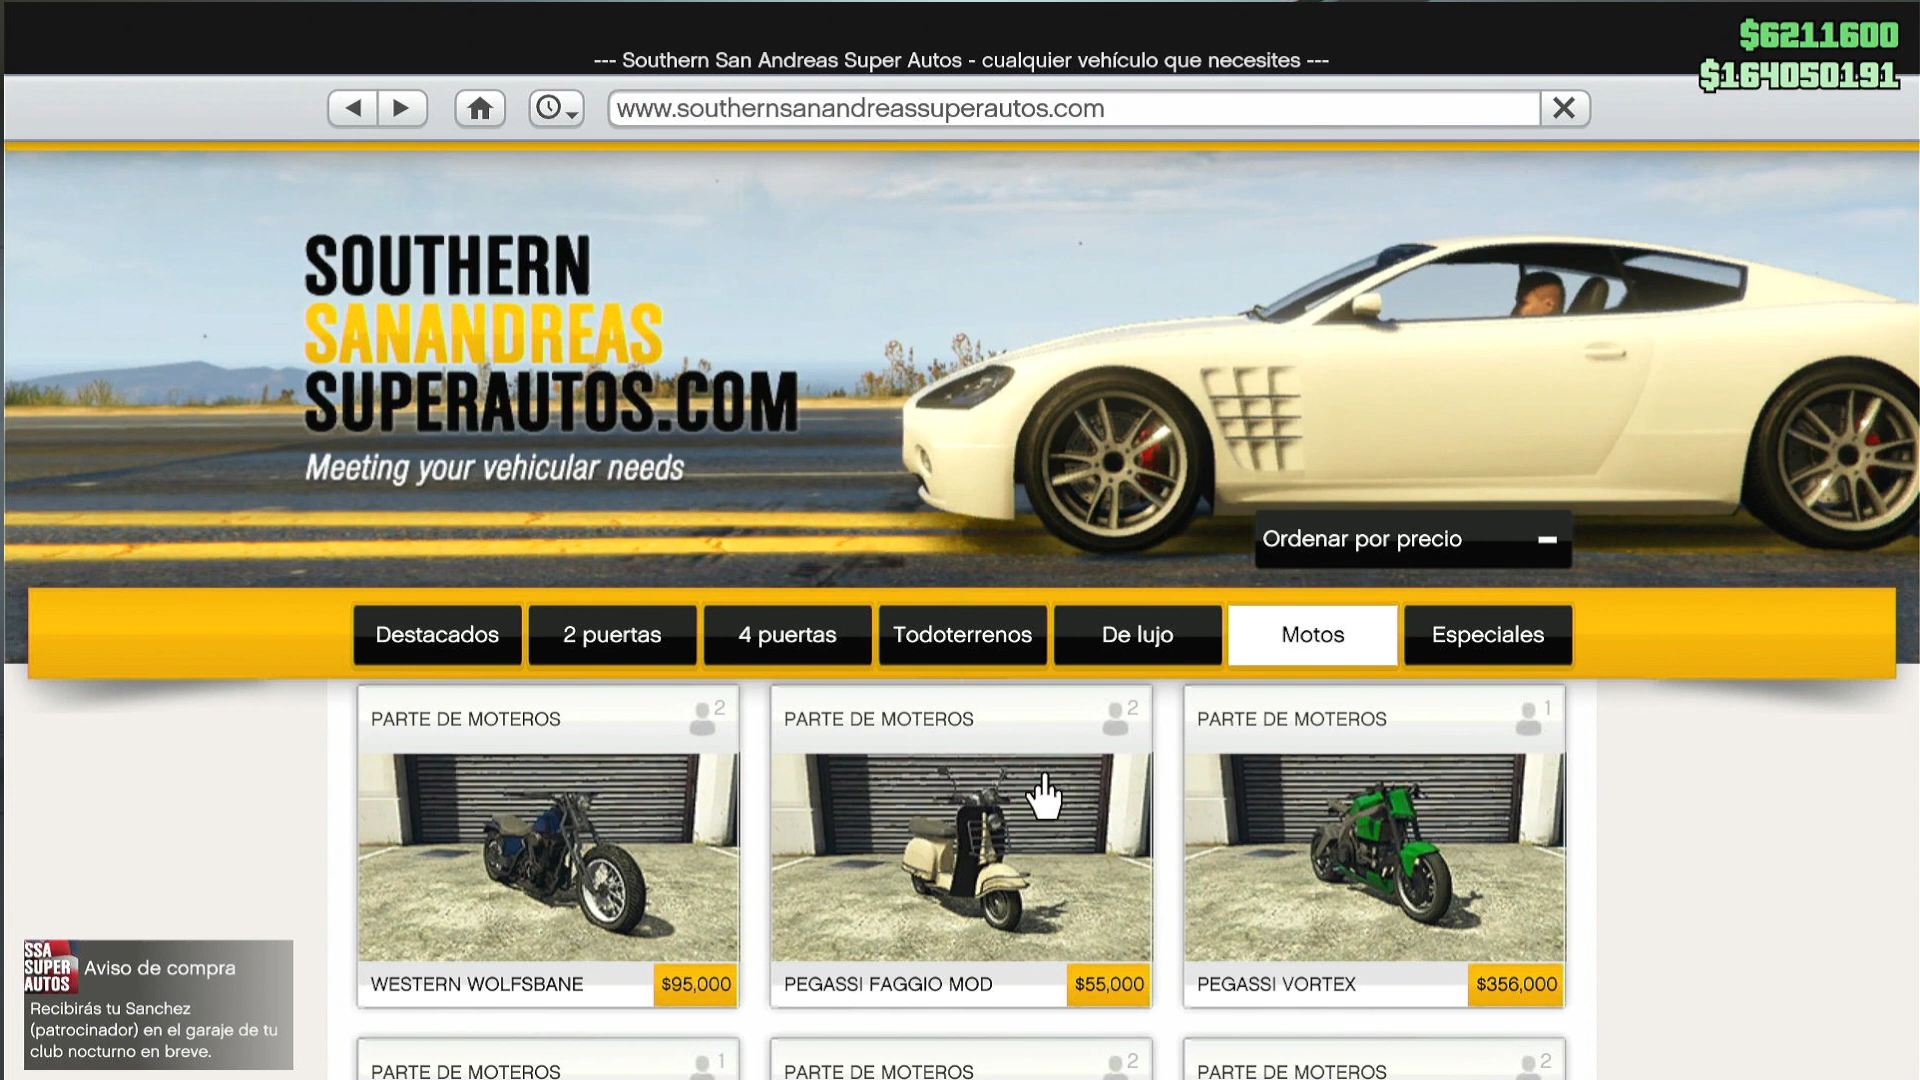 $6211600
$164050191
--- Southern San Andreas Super Autos - cualquier vehículo que necesites ---
www.southernsanandreassuperautos.com
SOUTHERN
SANANDREAS
SUPERAUTOS.COM
Meeting your vehicular needs
Ordenar por precio
Destacados
2 puertas
4 puertas
Todoterrenos
De lujo
Motos
Especiales
PARTE DE MOTEROS
2
WESTERN WOLFSBANE
$95,000
PARTE DE MOTEROS
2
PEGASSI FAGGIO MOD
$55,000
PARTE DE MOTEROS
1
PEGASSI VORTEX
$356,000
SSA
SUPER
AUTOS
Aviso de compra
Recibirás tu Sanchez
(patrocinador) en el garaje de tu
club nocturno en breve.
PARTE DE MOTEROS
1
PARTE DE MOTEROS
2
PARTE DE MOTEROS
2